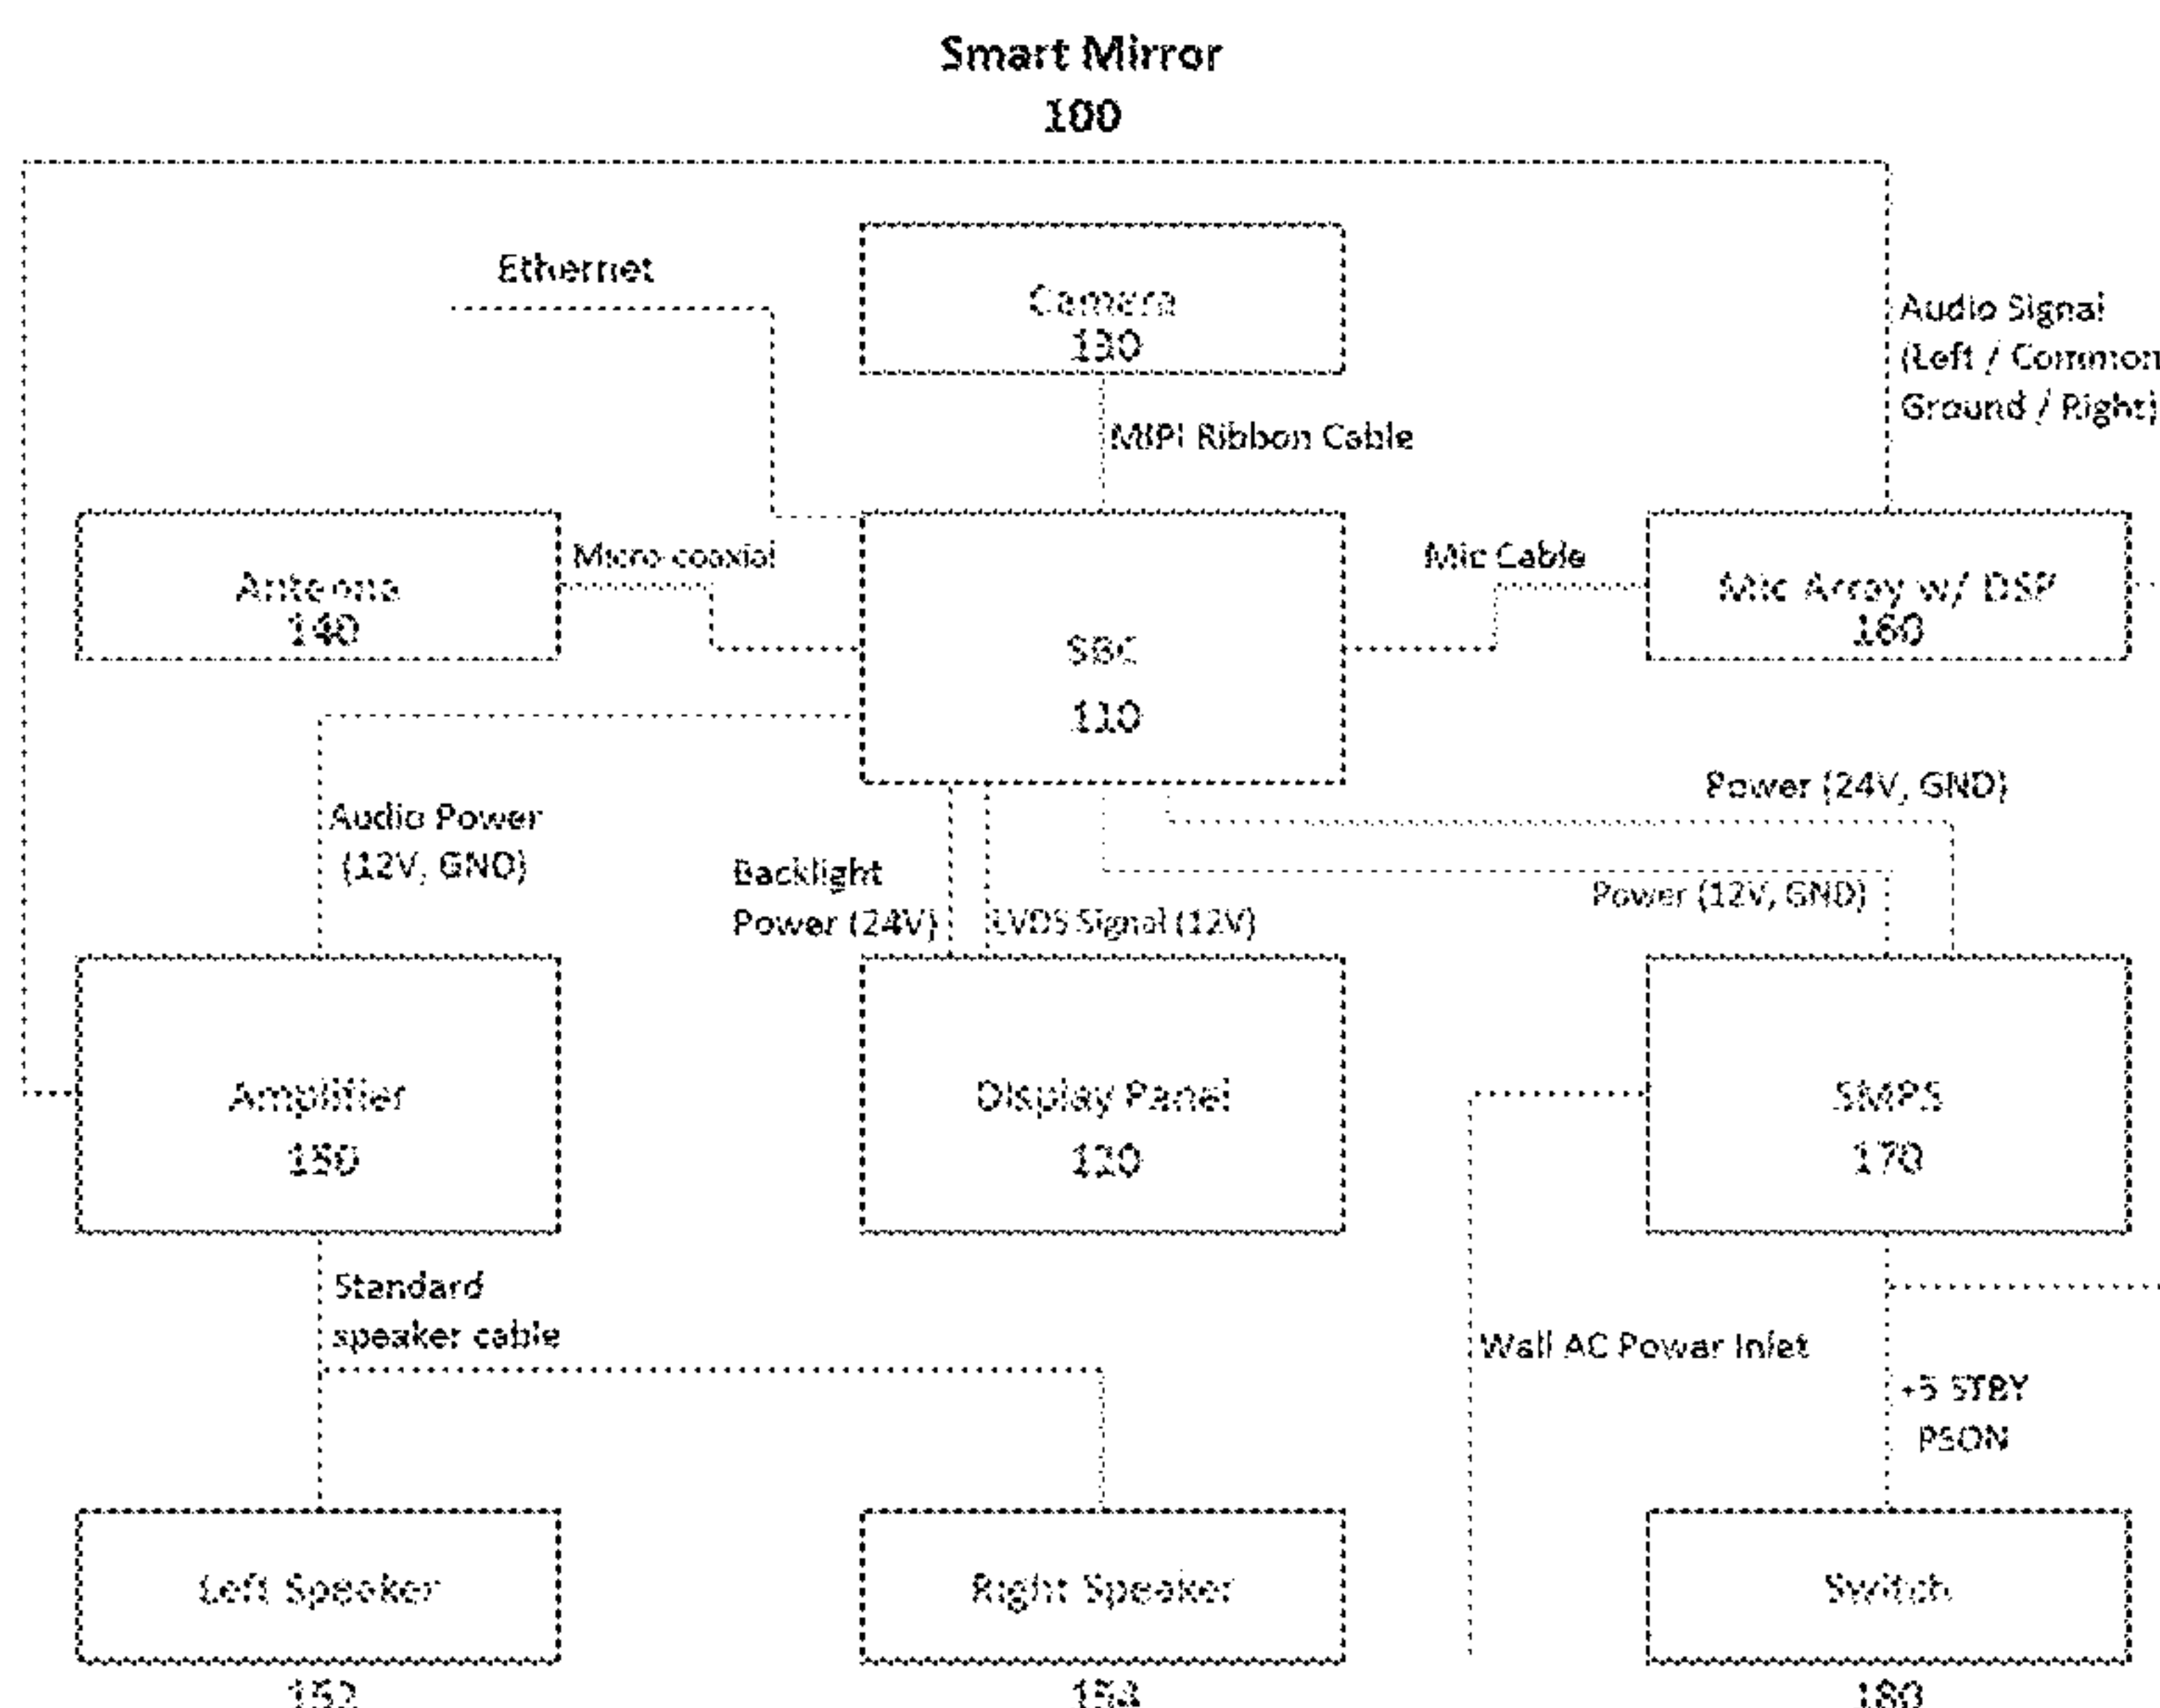 Smart Mirror
100
Ethernet
Camera
130
Audio Signal
(Left / Common
Ground / Right)
MIPI Ribbon Cable
Antenna
140
Micro-coaxial
SBC
110
Mic Cable
Mic Array w/ DSP
160
Audio Power
(12V, GND)
Backlight
Power (24V)
LVDS Signal (12V)
Power (24V, GND)
Power (12V, GND)
Amplifier
150
Display Panel
120
SMPS
170
Standard
speaker cable
Wall AC Power Inlet
+5 STBY
PSON
Left Speaker
152
Right Speaker
154
Switch
180